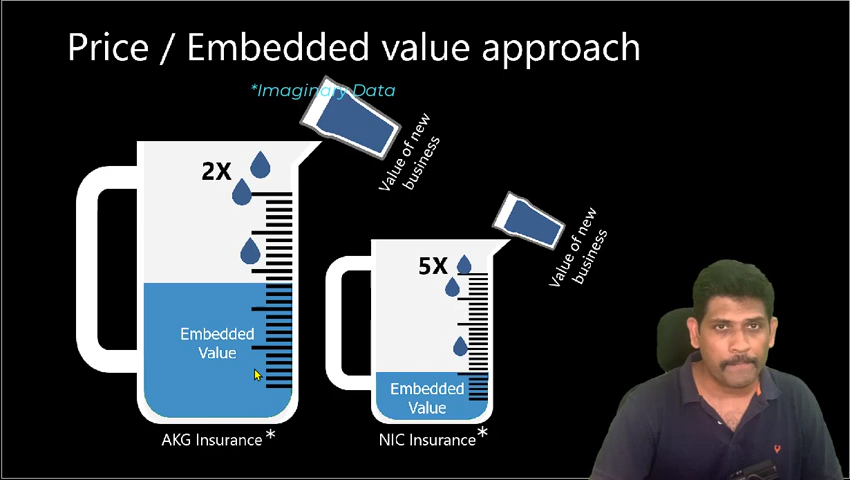 Price / Embedded value approach
*Imaginary Data
Value of new
business
2X
Value of new
business
5X
Embedded
Value
Embedded
Value
AKG Insurance*
NIC Insurance*